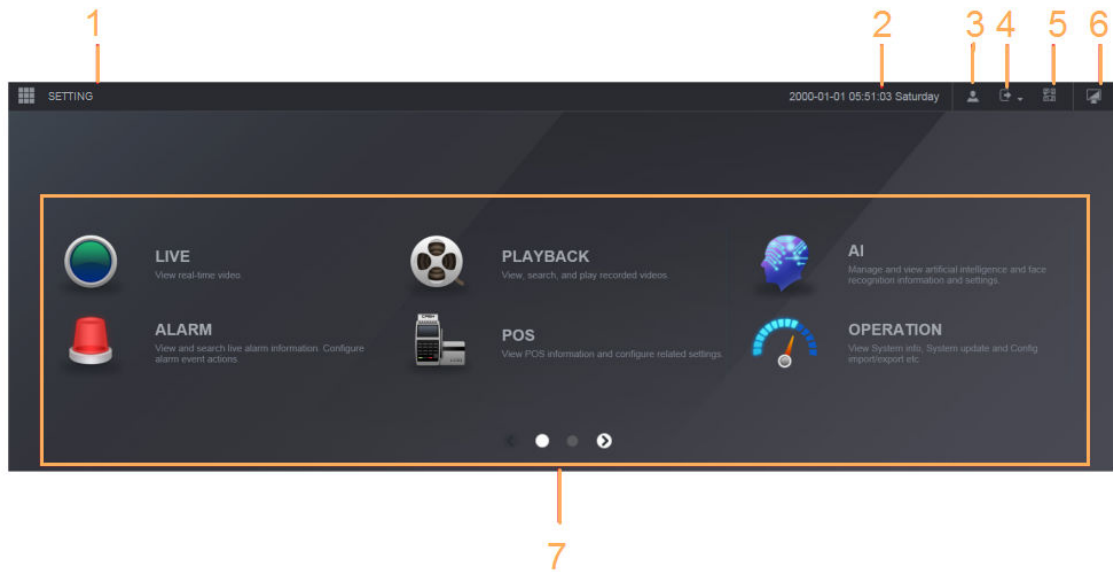 1
2
3
4
5
6
SETTING
2000-01-01 05:51:03 Saturday
LIVE
View real-time video.
PLAYBACK
View, search, and play recorded videos.
AI
Manage and view artificial intelligence and face
recognition information and settings.
ALARM
View and search live alarm information. Configure
alarm event actions.
POS
View POS information and configure related settings.
OPERATION
View System info, System update and Config
import/export etc.
7